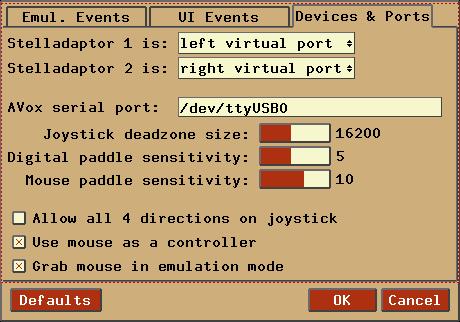 Emul. Events UI Events Devices & Ports
Stelladaptor 1 is: left virtual port
Stelladaptor 2 is: right virtual port
AVox serial port: /dev/ttyUSB0
Joystick deadzone size: 16200
Digital paddle sensitivity: 5
Mouse paddle sensitivity: 10
Allow all 4 directions on joystick
Use mouse as a controller
Grab mouse in emulation mode
Defaults OK Cancel